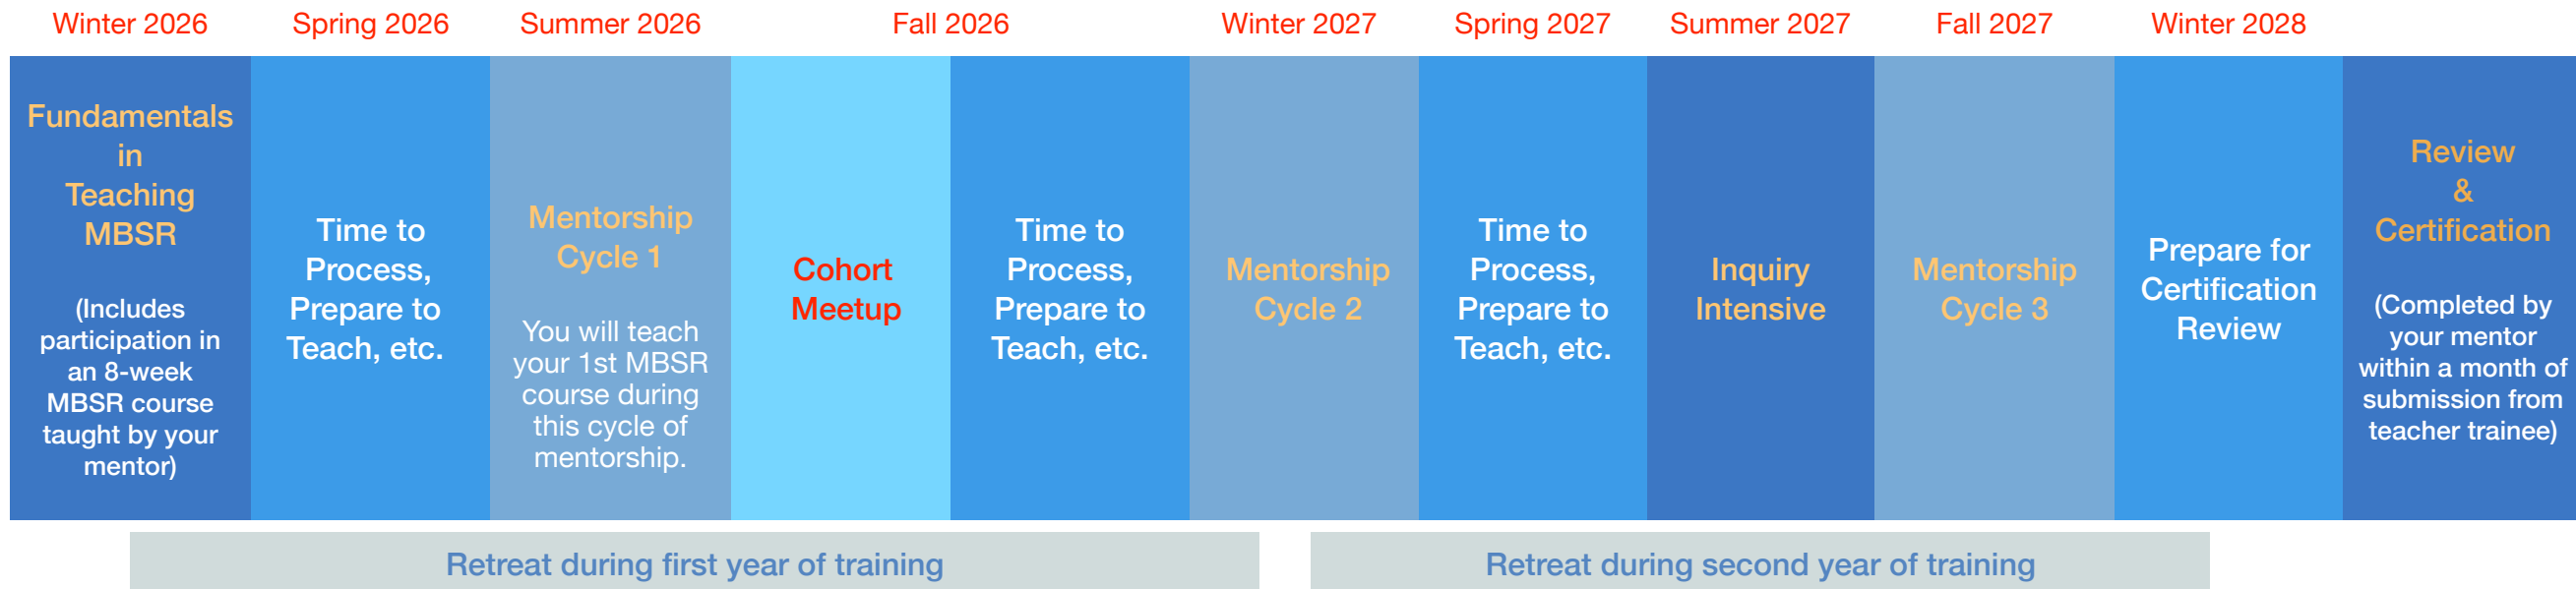 Winter 2026
Spring 2026
Summer 2026
Fall 2026
Winter 2027
Spring 2027
Summer 2027
Fall 2027
Winter 2028
Fundamentals
in
Teaching
MBSR
(Includes
participation in
an 8-week
MBSR course
taught by your
mentor)
Time to
Process,
Prepare to
Teach, etc.
Mentorship
Cycle 1
You will teach
your 1st MBSR
course during
this cycle of
mentorship.
Cohort
Meetup
Time to
Process,
Prepare to
Teach, etc.
Mentorship
Cycle 2
Time to
Process,
Prepare to
Teach, etc.
Inquiry
Intensive
Mentorship
Cycle 3
Prepare for
Certification
Review
Review
&
Certification
(Completed by
your mentor
within a month of
submission from
teacher trainee)
Retreat during first year of training
Retreat during second year of training